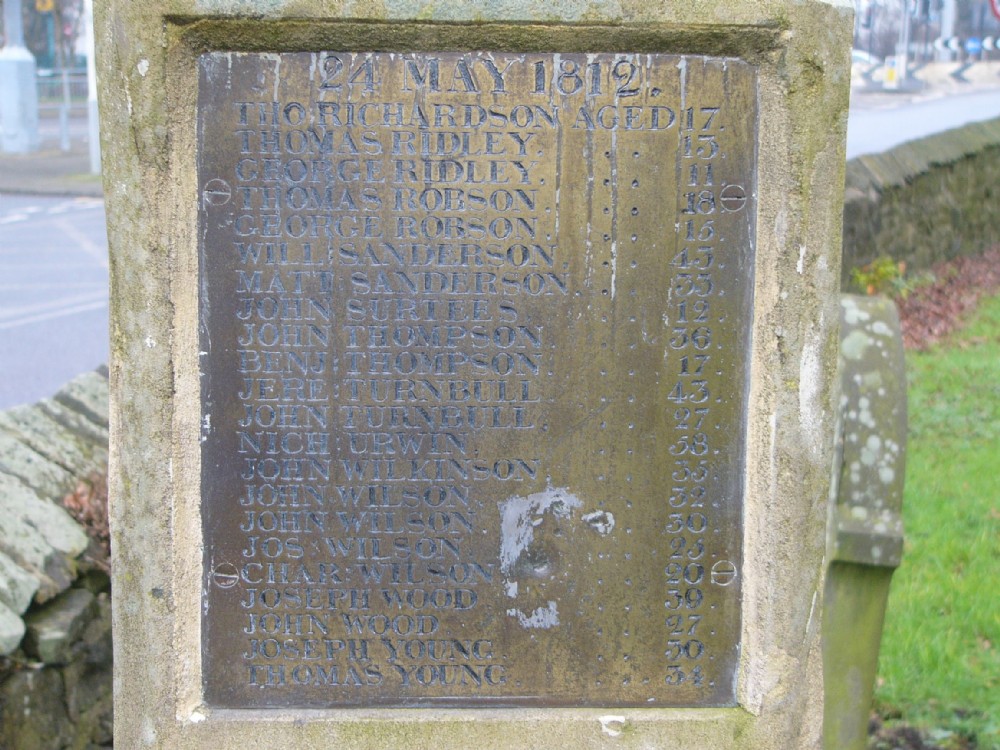 24 MAY 1812.
THO RICHARDSON AGED 17.
THOMAS RIDLEY. . . 13.
GEORGE RIDLEY. . . 11
THOMAS ROBSON. . . 18
GEORGE ROBSON. . . 15.
WILL: SANDERSON. . . 43.
MATT: SANDERSON. . . 33.
JOHN SURTEES. . . 12.
JOHN THOMPSON. . . 36.
BENJ: THOMPSON. . . 17.
JERE: TURNBULL. . . 43.
JOHN TURNBULL. . . 27.
NICH: URWIN. . . 58.
JOHN WILKINSON. . . 35.
JOHN WILSON. . . 32.
JOHN WILSON. . . 30.
JOS: WILSON. . . 23.
CHAR: WILSON. . . 20.
JOSEPH WOOD. . . 39.
JOHN WOOD. . . 27.
JOSEPH YOUNG. . . 30.
THOMAS YOUNG. . . 34.